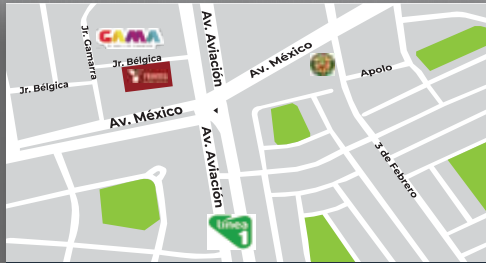 Jr. Gamarra
GAMA
Av. Aviación
Jr. Bélgica
Av. México
Apolo
Jr. Bélgica
Av. México
Av. Aviación
3 de Febrero
línea
1